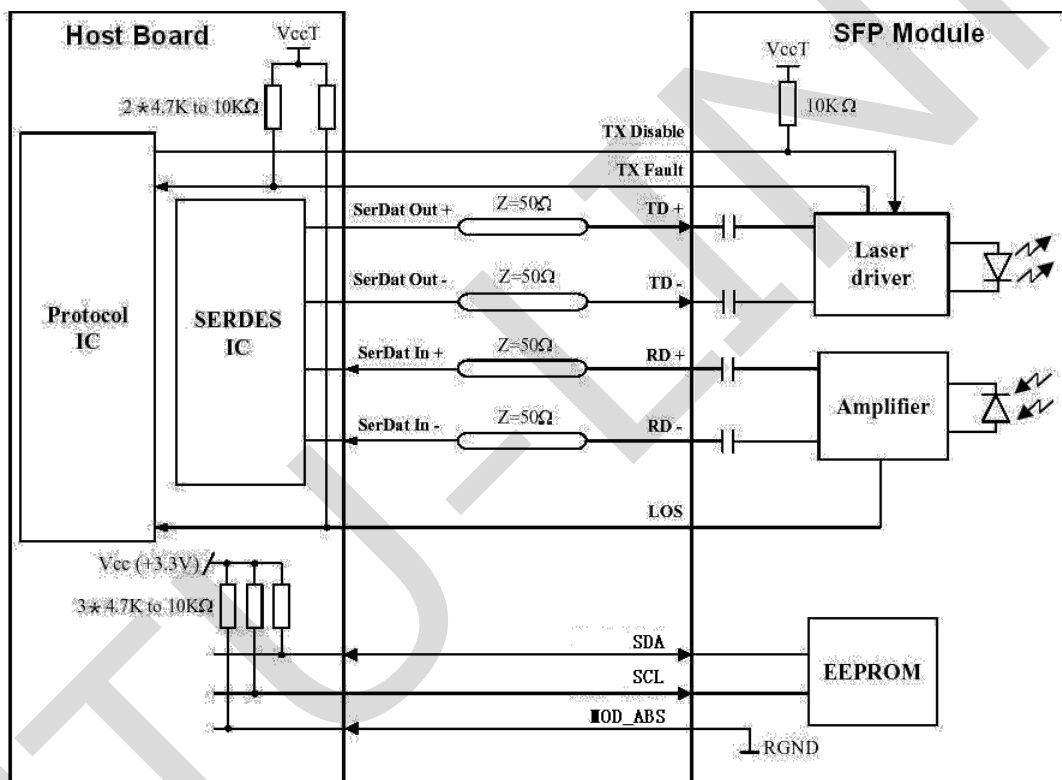 Host Board
VccT
SFP Module
VccT
2*4.7K to 10KΩ
10KΩ
TX Disable
TX Fault
SerDat Out +
Z=50Ω
TD +
SerDat Out -
Z=50Ω
TD -
Laser
driver
Protocol
IC
SERDES
IC
SerDat In +
Z=50Ω
RD +
SerDat In -
Z=50Ω
RD -
Amplifier
LOS
Vcc (+3.3V)
3*4.7K to 10KΩ
SDA
SCL
EEPROM
MOD_ABS
RGND
TU-LIN